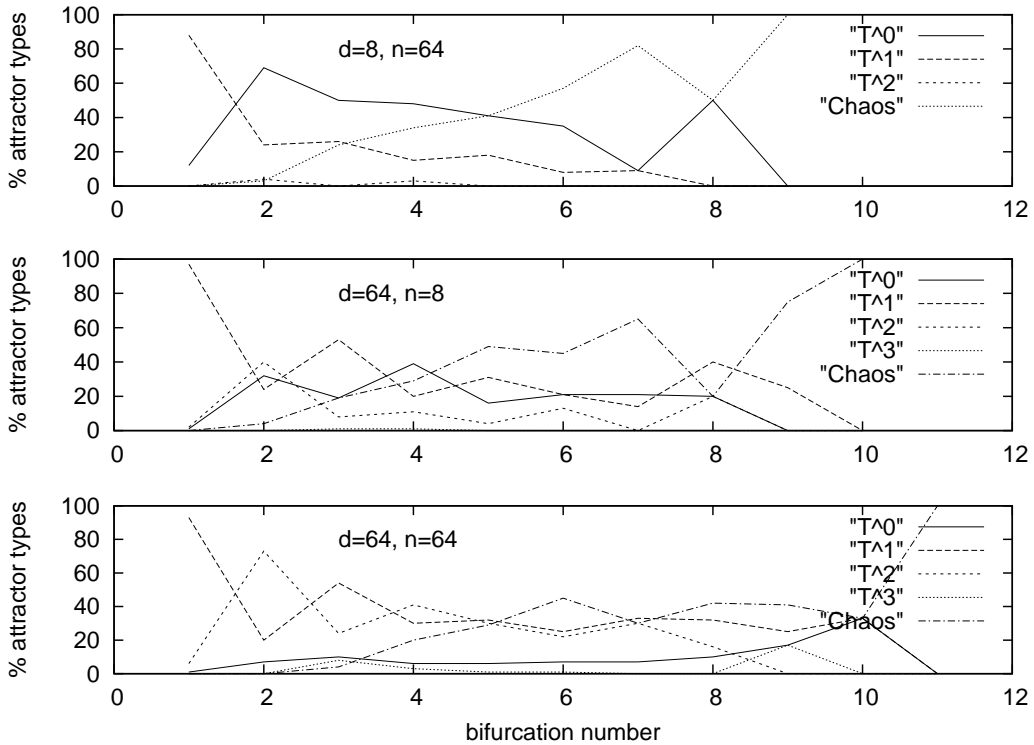 100
80
60
40
20
0
% attractor types
d=8, n=64
"T^0"
"T^1"
"T^2"
"Chaos"
0 2 4 6 8 10 12
100
80
60
40
20
0
% attractor types
d=64, n=8
"T^0"
"T^1"
"T^2"
"T^3"
"Chaos"
0 2 4 6 8 10 12
100
80
60
40
20
0
% attractor types
d=64, n=64
"T^0"
"T^1"
"T^2"
"T^3"
"Chaos"
0 2 4 6 8 10 12
bifurcation number